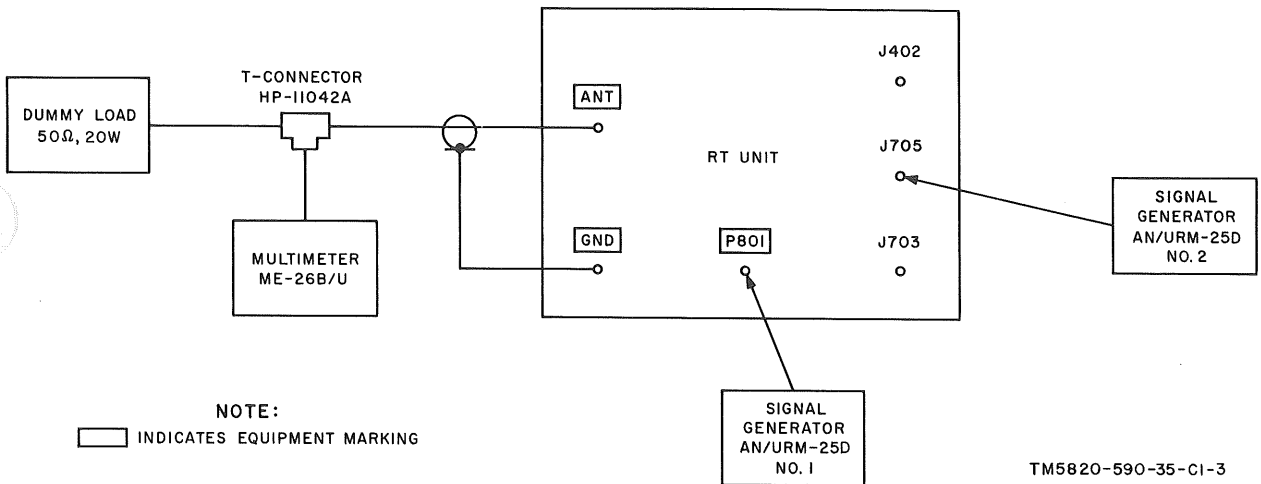 DUMMY LOAD
50Ω, 20W
T-CONNECTOR
HP-11042A
MULTIMETER
ME-26B/U
ANT
GND
RT UNIT
P801
J402
J705
J703
SIGNAL
GENERATOR
AN/URM-25D
NO. 2
SIGNAL
GENERATOR
AN/URM-25D
NO. 1
NOTE:
INDICATES EQUIPMENT MARKING
TM5820-590-35-C1-3